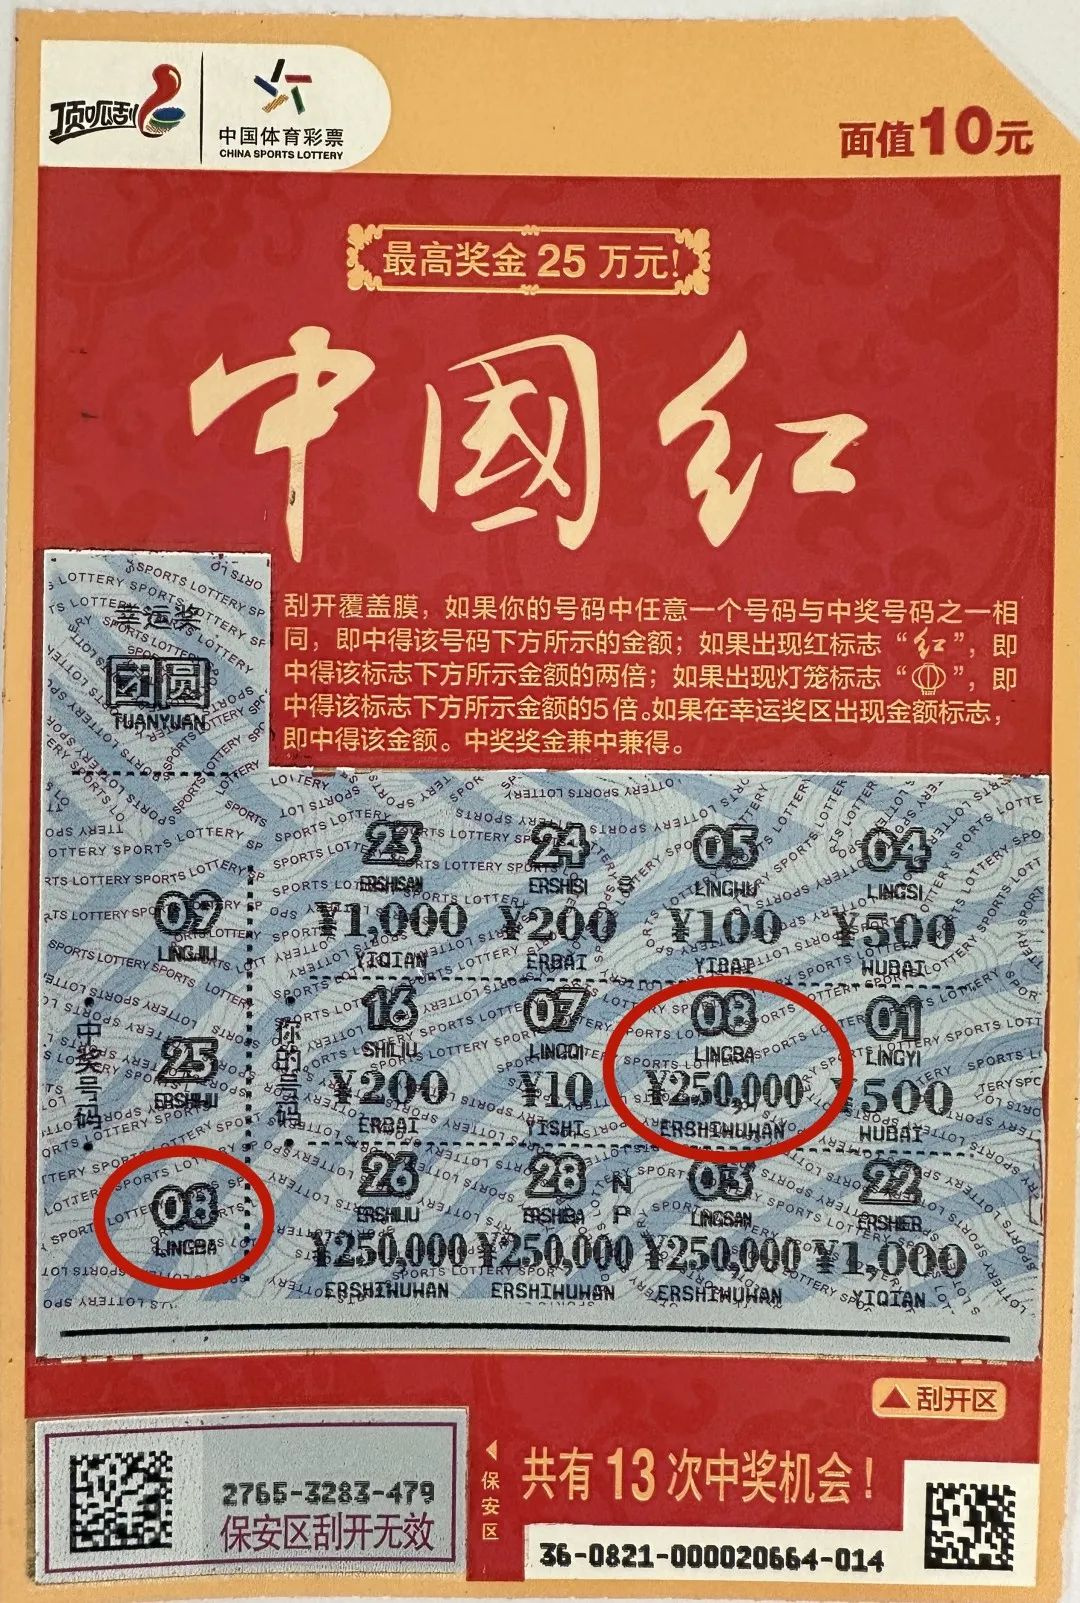 顶呱刮
中国体育彩票
CHINA SPORTS LOTTERY
面值10元
最高奖金 25 万元!
中國红
刮开覆盖膜，如果你的号码中任意一个号码与中奖号码之一相
同，即中得该号码下方所示的金额；如果出现红标志“红”，即
中得该标志下方所示金额的两倍；如果出现灯笼标志“”，即
中得该标志下方所示金额的5倍。如果在幸运奖区出现金额标志，
即中得该金额。中奖奖金兼中兼得。
幸运奖
团圆
TUANYUAN
中奖号码
09
LINGJIU
25
ERSHIWU
08
LINGBA
你的号码
23 24 05 04
ERSHISAN ERSHISI LINGWU LINGSI
¥1,000 ¥200 ¥100 ¥500
YIQIAN ERBAI YIBAI WUBAI
16 07 08 01
SHILIU LINGQI LINGBA LINGYI
¥200 ¥10 ¥250,000 ¥500
ERBAI YISHI ERSHIWUWAN WUBAI
26 28 03 22
ERSHILIU ERSHIBA LINGSAN ERSHIER
¥250,000 ¥250,000 ¥250,000 ¥1,000
ERSHIWUWAN ERSHIWUWAN ERSHIWUWAN YIQIAN
N
P
刮开区
2765-3283-479
保安区刮开无效
保安区
共有 13 次中奖机会！
36-0821-000020664-014